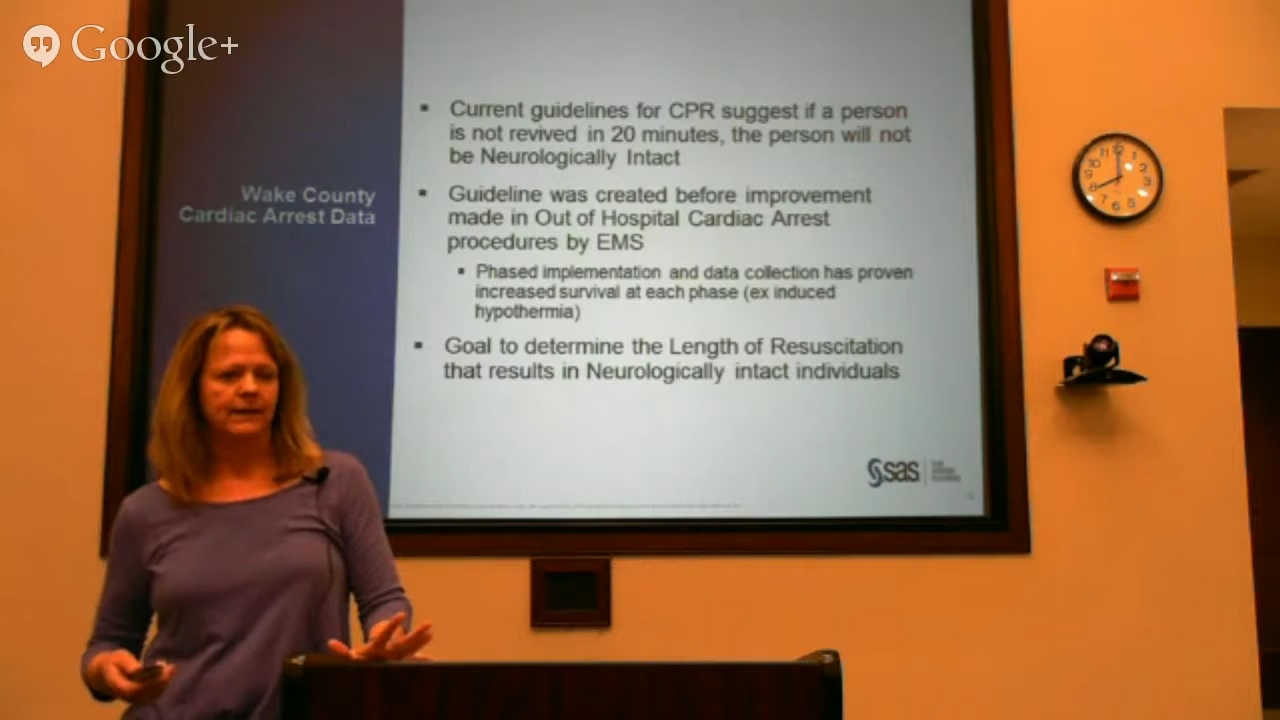 Google+
Wake County
Cardiac Arrest Data
▪ Current guidelines for CPR suggest if a person
is not revived in 20 minutes, the person will not
be Neurologically Intact
▪ Guideline was created before improvement
made in Out of Hospital Cardiac Arrest
procedures by EMS
▪ Phased implementation and data collection has proven
increased survival at each phase (ex induced
hypothermia)
▪ Goal to determine the Length of Resuscitation
that results in Neurologically intact individuals
sas